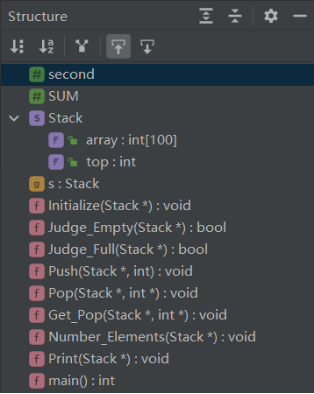 Structure
second
SUM
Stack
array : int[100]
top : int
s : Stack
Initialize(Stack *) : void
Judge_Empty(Stack *) : bool
Judge_Full(Stack *) : bool
Push(Stack *, int) : void
Pop(Stack *, int *) : void
Get_Pop(Stack *, int *) : void
Number_Elements(Stack *) : void
Print(Stack *) : void
main() : int